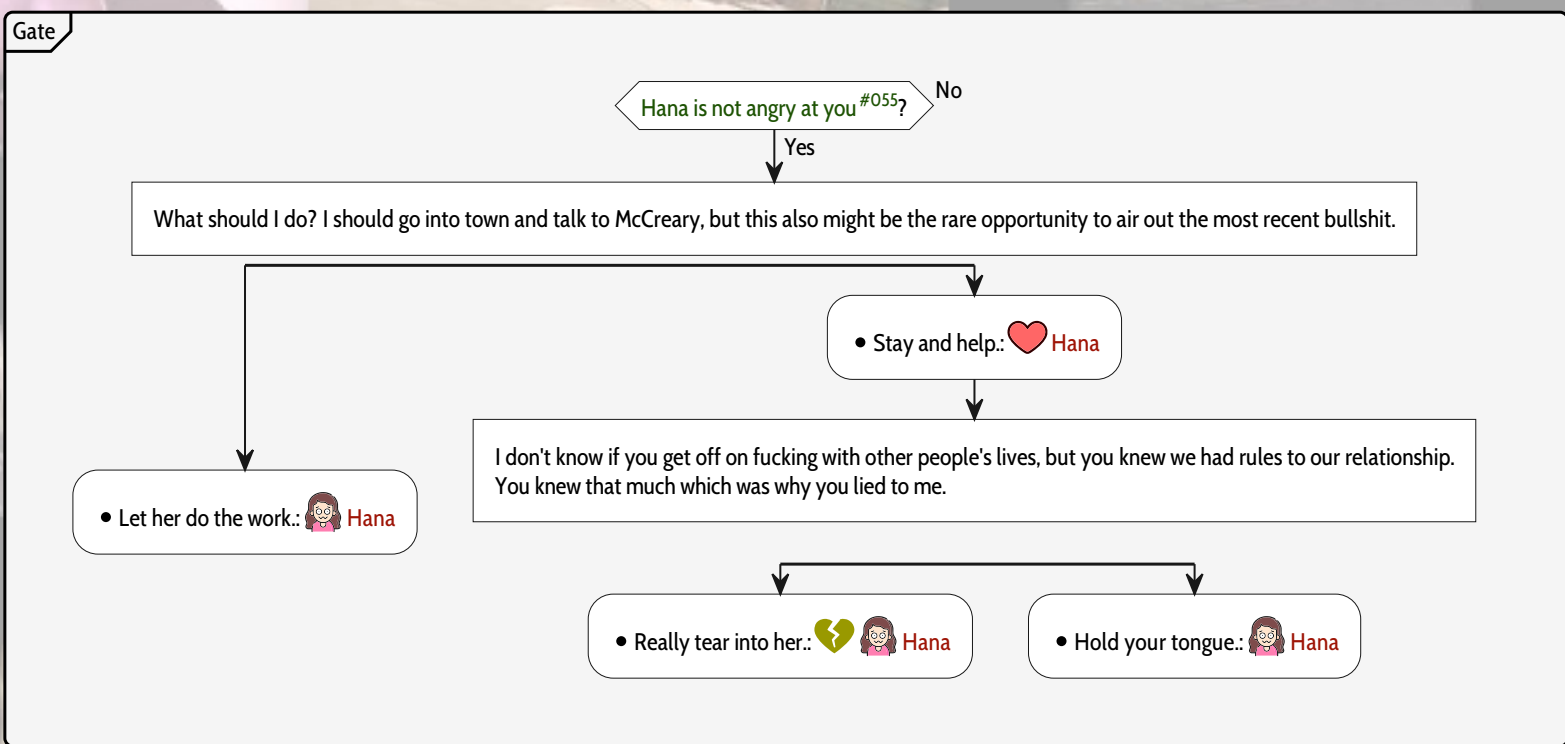 Gate
Hana is not angry at you #055?
No
Yes
What should I do? I should go into town and talk to McCreary, but this also might be the rare opportunity to air out the most recent bullshit.
• Stay and help.: Hana
I don't know if you get off on fucking with other people's lives, but you knew we had rules to our relationship.
You knew that much which was why you lied to me.
• Let her do the work.: Hana
• Really tear into her.: Hana
• Hold your tongue.: Hana